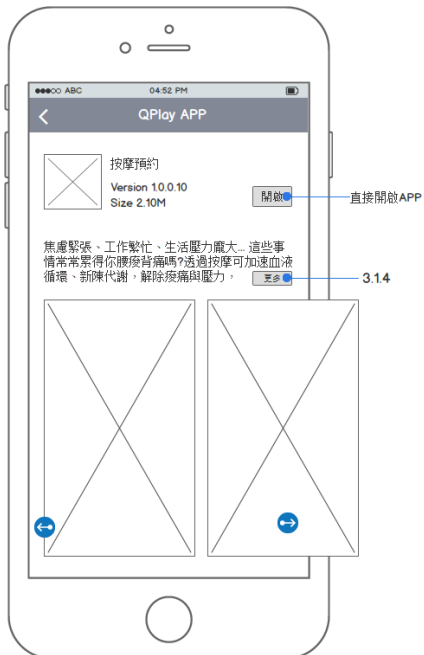 ABC
04:52 PM
QPlay APP
按摩預約
Version 1.0.0.10
開啟
直接開啟APP
Size 2.10M
焦慮緊張、工作繁忙、生活壓力龐大... 這些事
情常常累得你腰痠背痛嗎?透過按摩可加速血液
循環、新陳代謝，解除痠痛與壓力，
更多
3.1.4